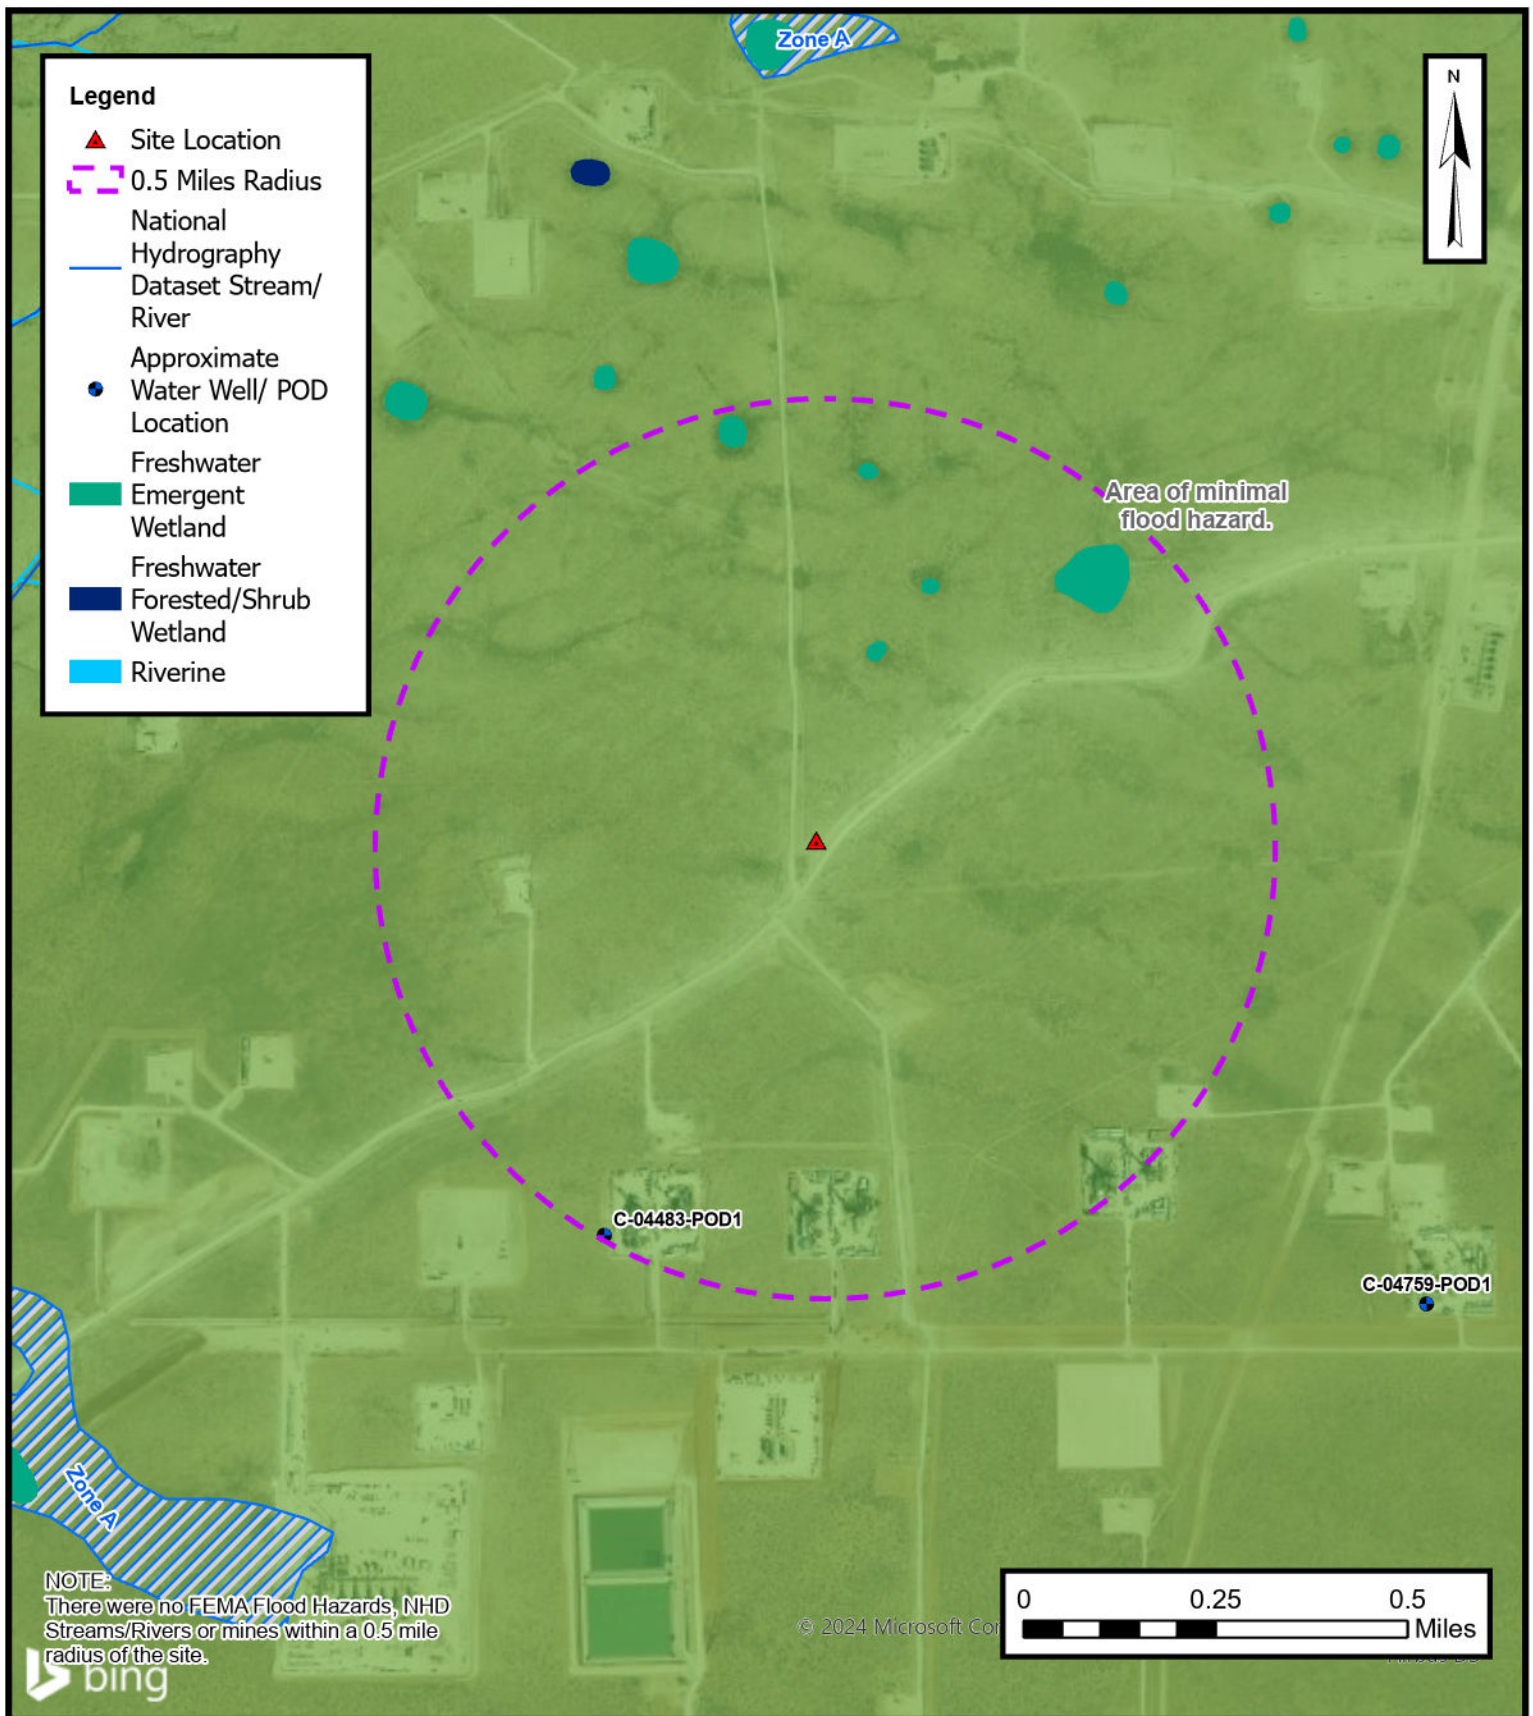 Zone A
N
Legend
Site Location
0.5 Miles Radius
National
Hydrography
Dataset Stream/
River
Approximate
Water Well/ POD
Location
Freshwater
Emergent
Wetland
Freshwater
Forested/Shrub
Wetland
Riverine
Area of minimal
flood hazard.
C-04483-POD1
C-04759-POD1
Zone A
NOTE:
There were no FEMA Flood Hazards, NHD
Streams/Rivers or mines within a 0.5 mile
radius of the site.
bing
© 2024 Microsoft
0 0.25 0.5
Miles